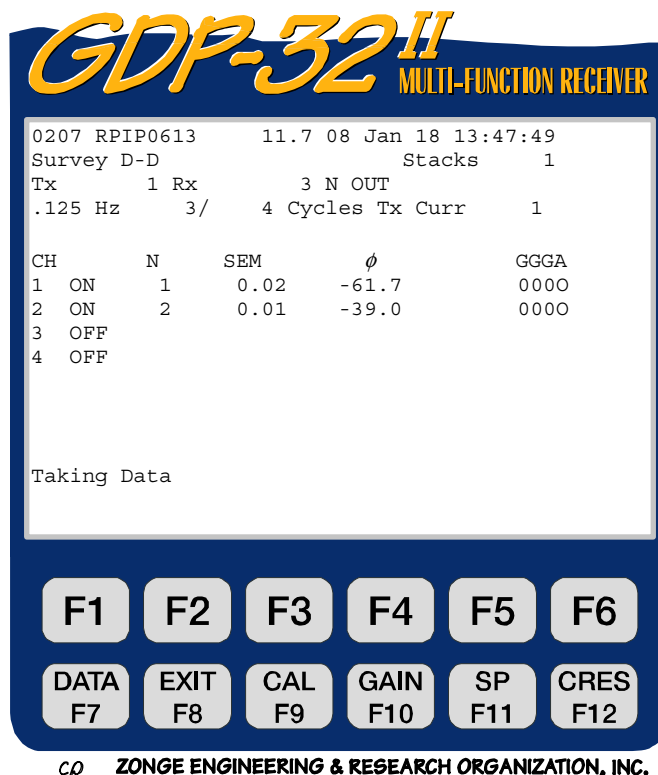 GDP-32 II
MULTI-FUNCTION RECEIVER
0207 RPIP0613 11.7 08 Jan 18 13:47:49
Survey D-D Stacks 1
Tx 1 Rx 3 N OUT
.125 Hz 3/ 4 Cycles Tx Curr 1
CH N SEM ϕ GGGA
1 ON 1 0.02 -61.7 000O
2 ON 2 0.01 -39.0 000O
3 OFF
4 OFF
Taking Data
F1 F2 F3 F4 F5 F6
DATA F7 EXIT F8 CAL F9 GAIN F10 SP F11 CRES F12
ZONGE ENGINEERING & RESEARCH ORGANIZATION, INC.